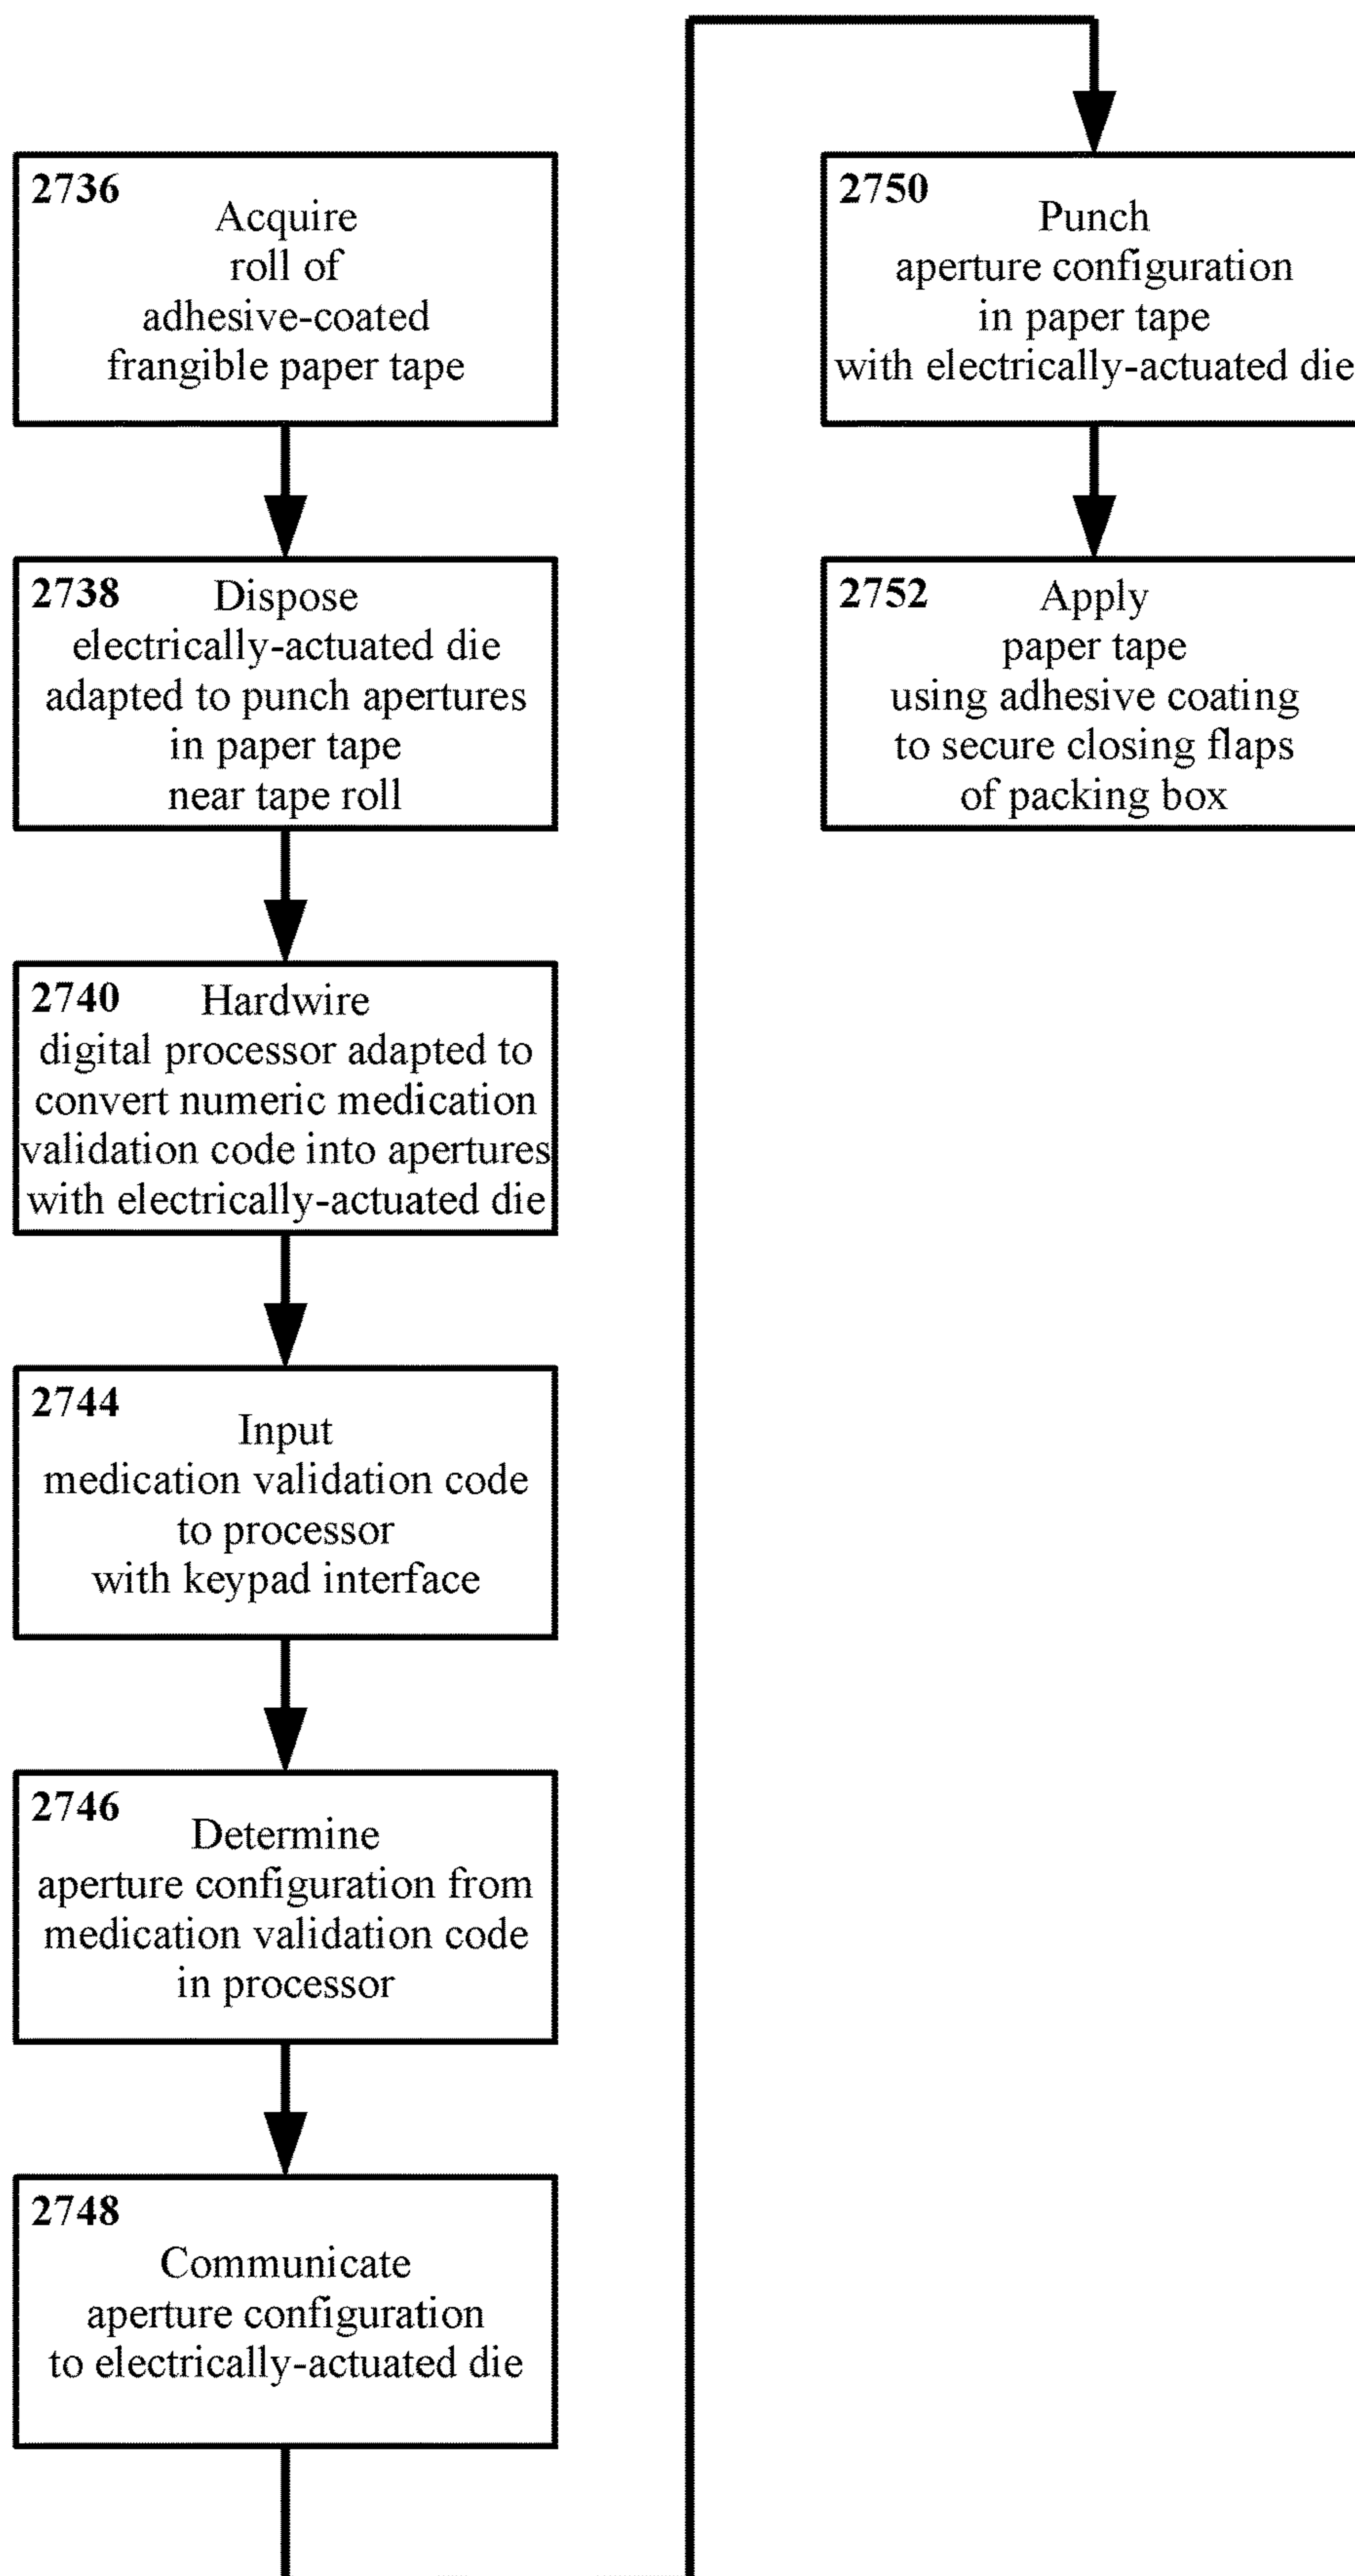 2736
Acquire
roll of
adhesive-coated
frangible paper tape
2738 Dispose
electrically-actuated die
adapted to punch apertures
in paper tape
near tape roll
2740 Hardwire
digital processor adapted to
convert numeric medication
validation code into apertures
with electrically-actuated die
2744
Input
medication validation code
to processor
with keypad interface
2746
Determine
aperture configuration from
medication validation code
in processor
2748
Communicate
aperture configuration
to electrically-actuated die
2750
Punch
aperture configuration
in paper tape
with electrically-actuated die
2752 Apply
paper tape
using adhesive coating
to secure closing flaps
of packing box